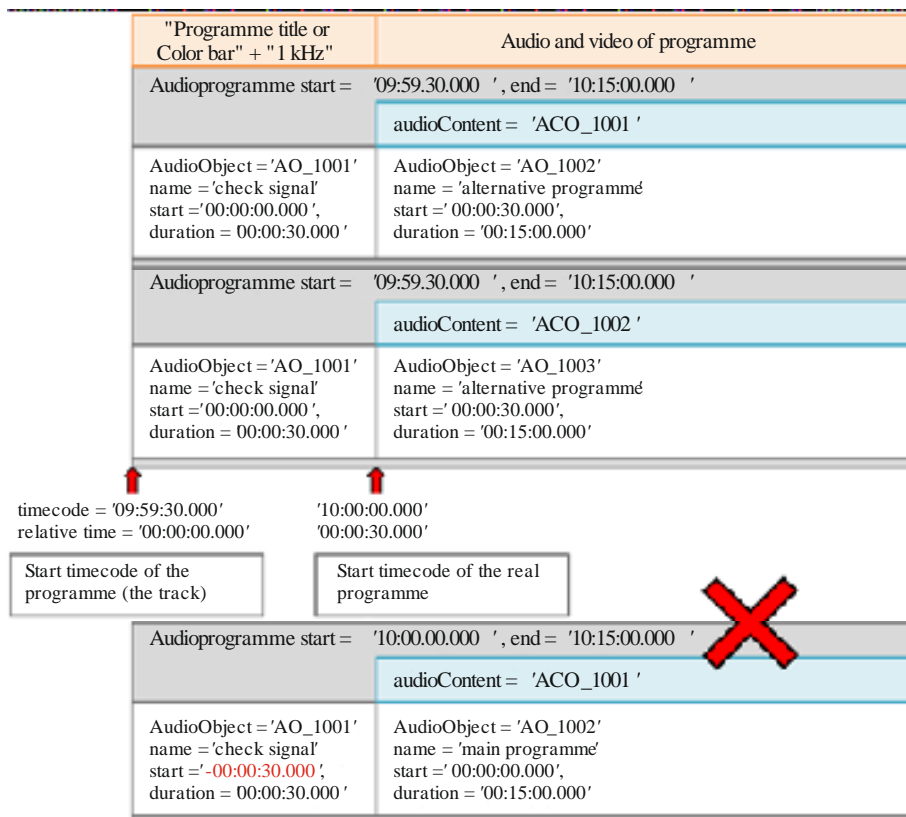 "Programme title or
Color bar" + "1 kHz"
Audio and video of programme
Audioprogramme start = '09:59.30.000 ', end = '10:15:00.000 '
audioContent = 'ACO_1001 '
AudioObject = 'AO_1001'
name = 'check signal'
start = '00:00:00.000 ',
duration = '00:00:30.000 '
AudioObject = 'AO_1002'
name = 'alternative programme'
start = ' 00:00:30.000',
duration = '00:15:00.000'
Audioprogramme start = '09:59.30.000 ', end = '10:15:00.000 '
audioContent = 'ACO_1002 '
AudioObject = 'AO_1001'
name = 'check signal'
start = '00:00:00.000 ',
duration = '00:00:30.000 '
AudioObject = 'AO_1003'
name = 'alternative programme'
start = ' 00:00:30.000',
duration = '00:15:00.000'
timecode = '09:59:30.000'
relative time = '00:00:00.000'
'10:00:00.000'
'00:00:30.000'
Start timecode of the
programme (the track)
Start timecode of the real
programme
Audioprogramme start = '10:00.00.000 ', end = '10:15:00.000 '
audioContent = 'ACO_1001 '
AudioObject = 'AO_1001'
name = 'check signal'
start = '-00:00:30.000 ',
duration = '00:00:30.000 '
AudioObject = 'AO_1002'
name = 'main programme'
start = ' 00:00:00.000',
duration = '00:15:00.000'